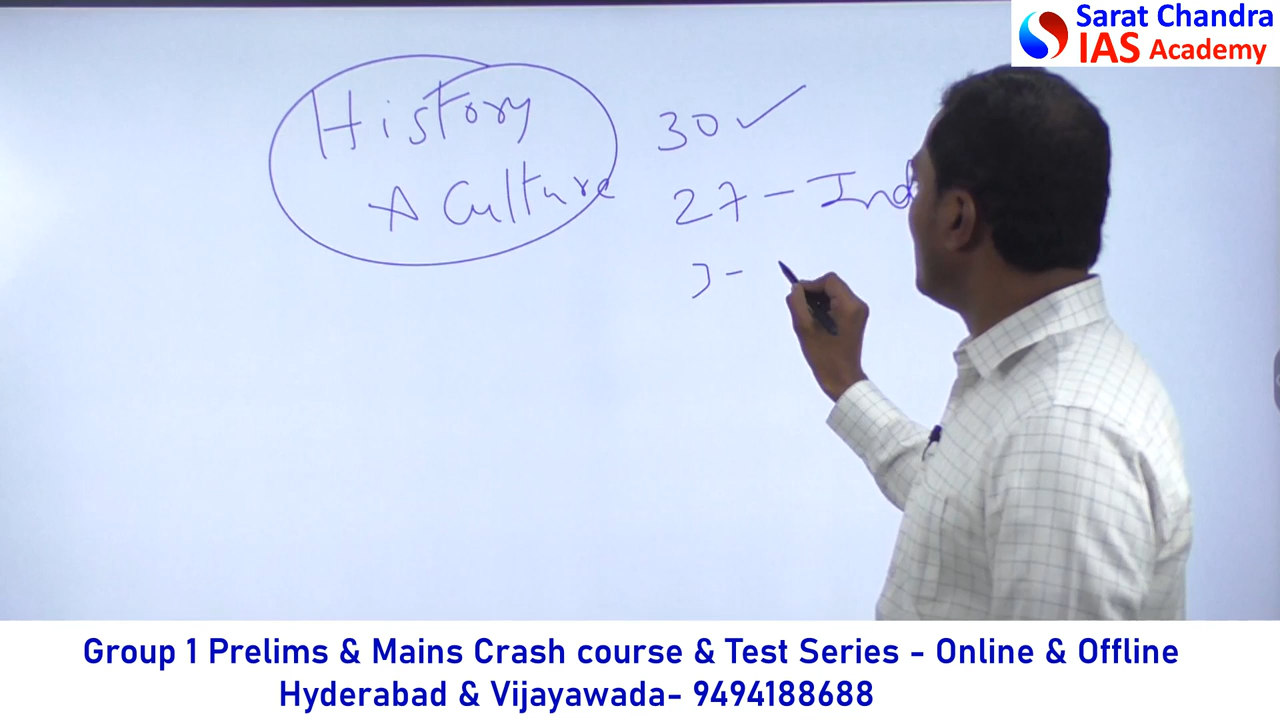 Sarat Chandra
IAS Academy
History 30 ✓
& Culture 27 - Ind
3 -
Group 1 Prelims & Mains Crash course & Test Series - Online & Offline
Hyderabad & Vijayawada- 9494188688